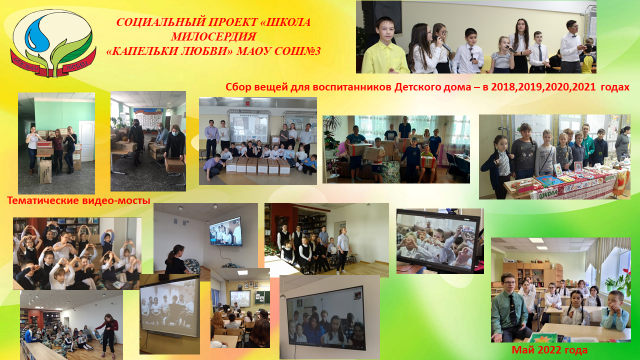 СОЦИАЛЬНЫЙ ПРОЕКТ «ШКОЛА
МИЛОСЕРДИЯ
«КАПЕЛЬКИ ЛЮБВИ» МАОУ СОШ№3
Сбор вещей для воспитанников Детского дома – в 2018,2019,2020,2021 годах
Тематические видео-мосты
Май 2022 года